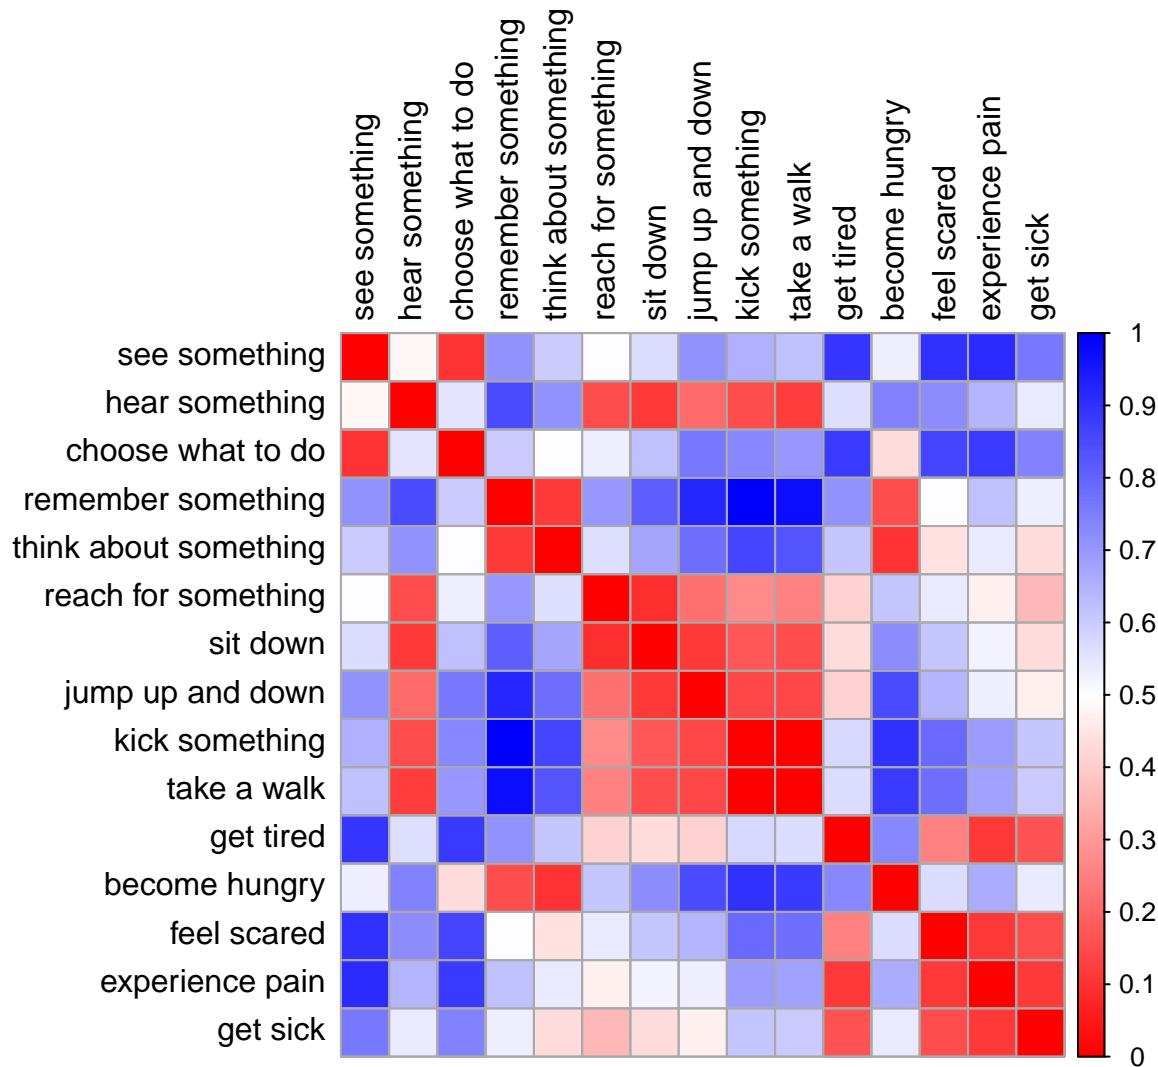 see something
hear something
choose what to do
remember something
think about something
reach for something
sit down
jump up and down
kick something
take a walk
get tired
become hungry
feel scared
experience pain
get sick
see something
hear something
choose what to do
remember something
think about something
reach for something
sit down
jump up and down
kick something
take a walk
get tired
become hungry
feel scared
experience pain
get sick
1
0.9
0.8
0.7
0.6
0.5
0.4
0.3
0.2
0.1
0